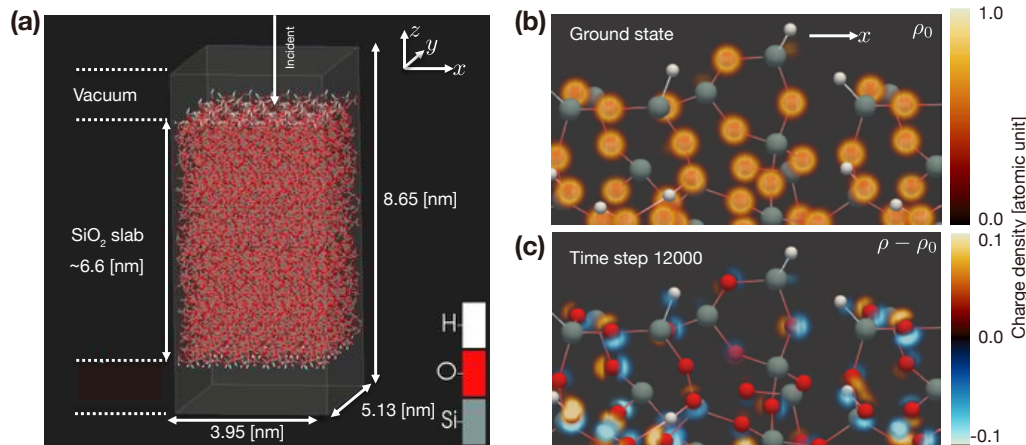 (a)
z
y
x
Incident
Vacuum
8.65 [nm]
SiO₂ slab
~6.6 [nm]
H
O
Si
5.13 [nm]
3.95 [nm]
(b)
Ground state
x
ρ₀
1.0
0.0
(c)
Time step 12000
ρ − ρ₀
0.1
0.0
-0.1
Charge density [atomic unit]